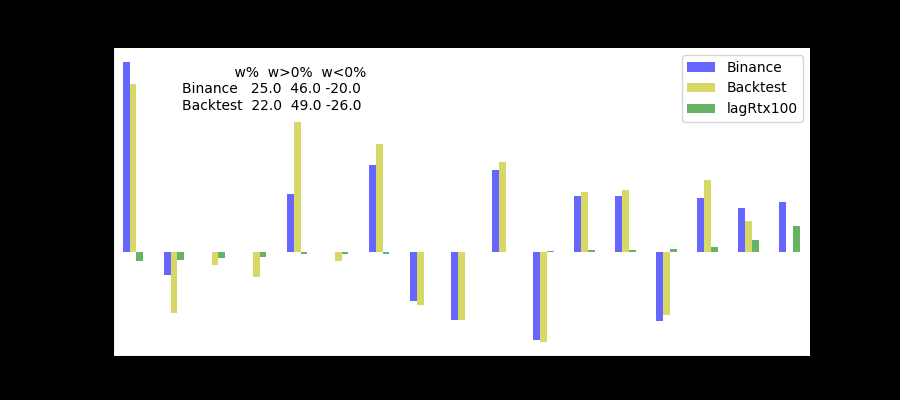 w% w>0% w<0%
Binance 25.0 46.0 -20.0
Backtest 22.0 49.0 -26.0
Binance
Backtest
lagRtx100